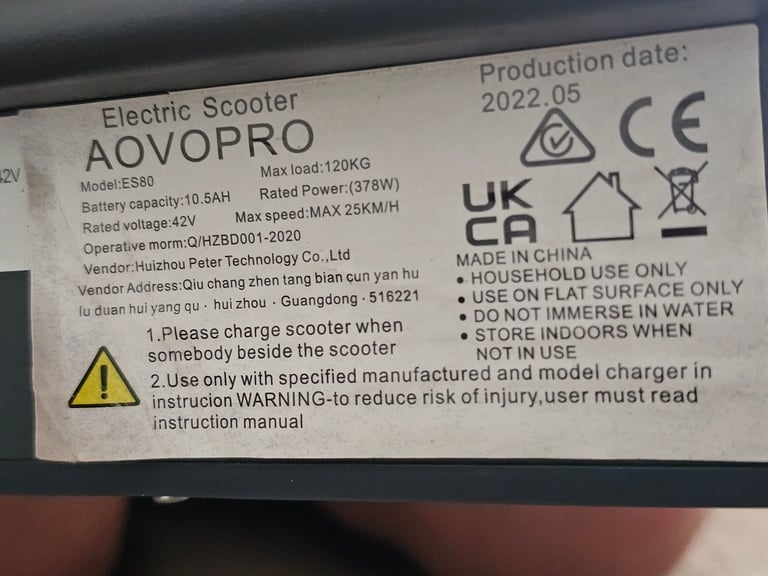 Electric Scooter
AOVOPRO
Model:ES80
Max load:120KG
Battery capacity:10.5AH
Rated Power:(378W)
Rated voltage:42V
Max speed:MAX 25KM/H
Operative morm:Q/HZBD001-2020
Vendor:Huizhou Peter Technology Co.,Ltd
Vendor Address:Qiu chang zhen tang bian cun yan hu
lu duan hui yang qu · hui zhou · Guangdong · 516221
1.Please charge scooter when
somebody beside the scooter
2.Use only with specified manufactured and model charger in
instrucion WARNING-to reduce risk of injury,user must read
instruction manual
Production date:
2022.05
CE
UK
CA
MADE IN CHINA
• HOUSEHOLD USE ONLY
• USE ON FLAT SURFACE ONLY
• DO NOT IMMERSE IN WATER
• STORE INDOORS WHEN
NOT IN USE